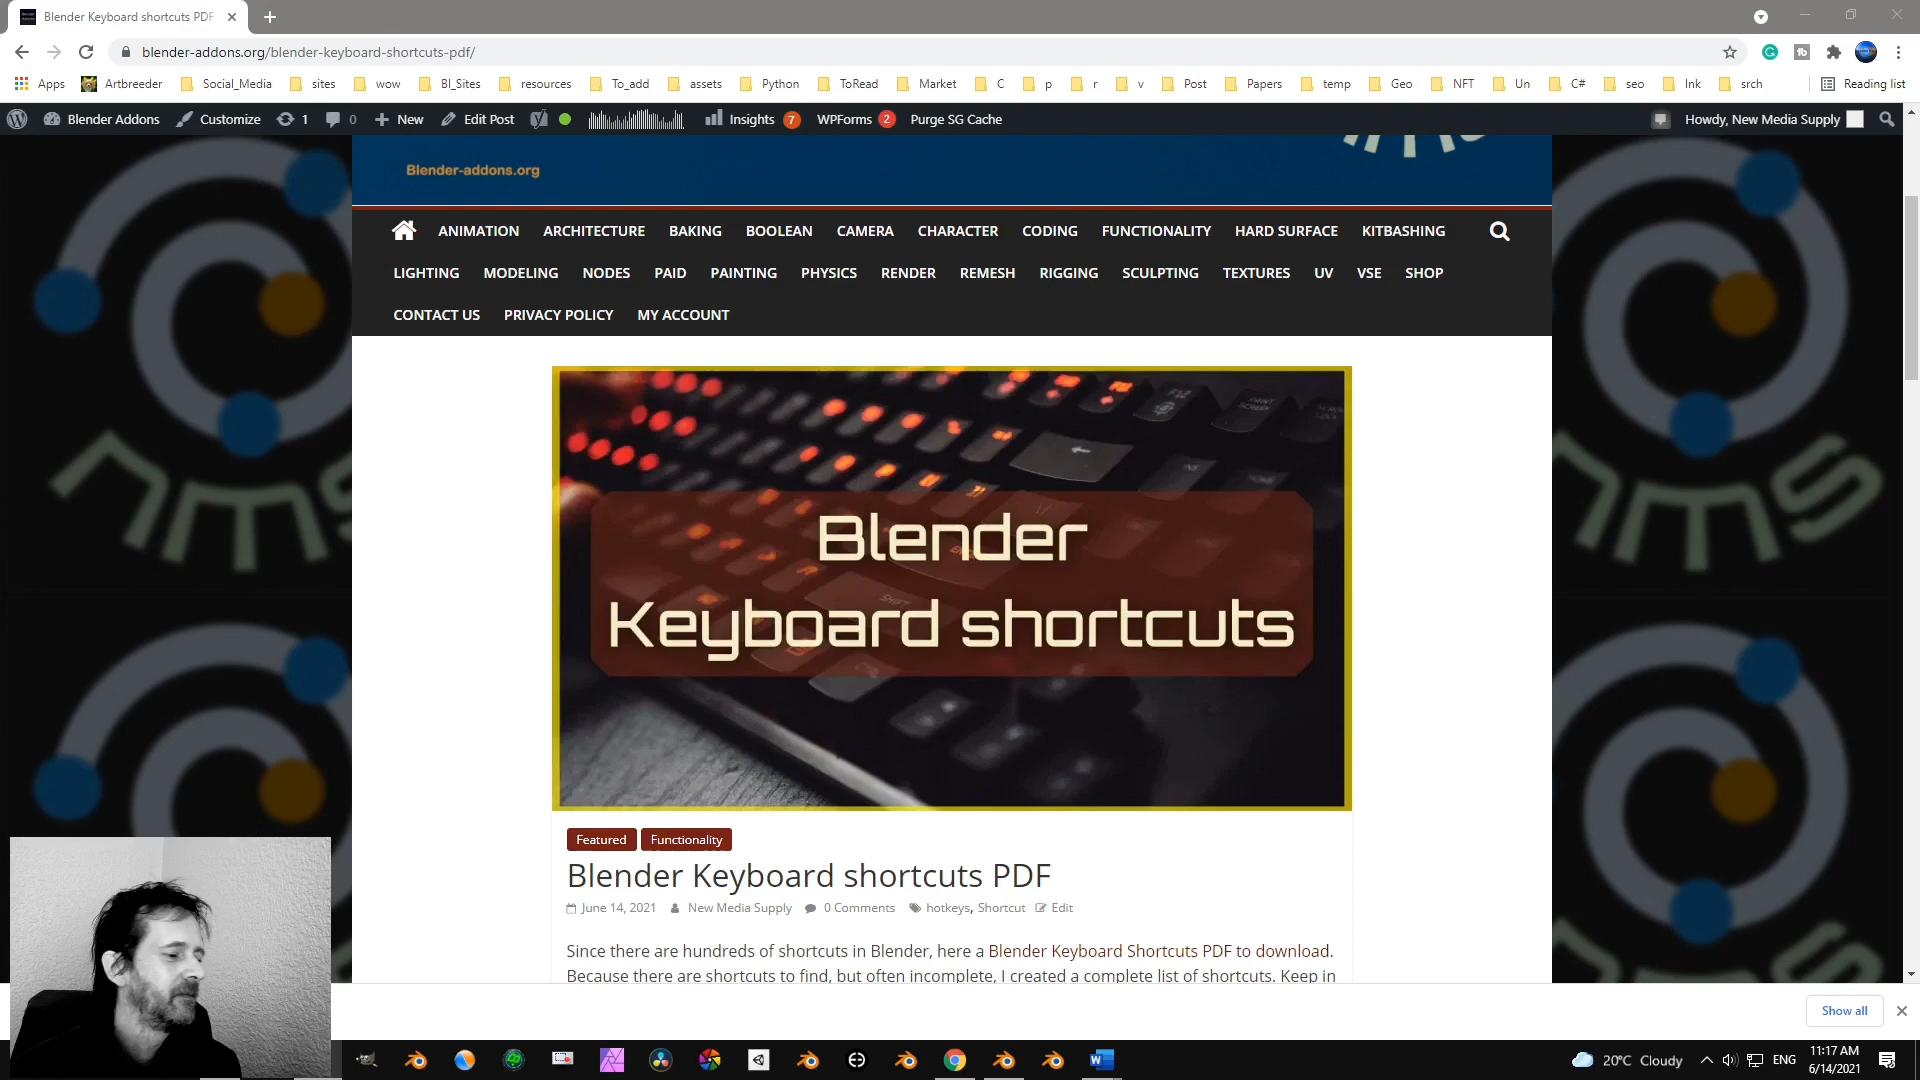 Blender Keyboard shortcuts PDF
blender-addons.org/blender-keyboard-shortcuts-pdf/
Apps Artbreeder Social_Media sites wow Bl_Sites resources To_add assets Python ToRead Market C p r v Post Papers temp Geo NFT Un C# seo Ink srch Reading list
Blender Addons Customize 1 0 New Edit Post Insights 7 WPForms 2 Purge SG Cache Howdy, New Media Supply
Blender-addons.org
ANIMATION ARCHITECTURE BAKING BOOLEAN CAMERA CHARACTER CODING FUNCTIONALITY HARD SURFACE KITBASHING
LIGHTING MODELING NODES PAID PAINTING PHYSICS RENDER REMESH RIGGING SCULPTING TEXTURES UV VSE SHOP
CONTACT US PRIVACY POLICY MY ACCOUNT
Blender
Keyboard shortcuts
Featured Functionality
Blender Keyboard shortcuts PDF
June 14, 2021 New Media Supply 0 Comments hotkeys, Shortcut Edit
Since there are hundreds of shortcuts in Blender, here a Blender Keyboard Shortcuts PDF to download.
Because there are shortcuts to find, but often incomplete, I created a complete list of shortcuts. Keep in
Show all
20°C Cloudy ENG 11:17 AM
6/14/2021